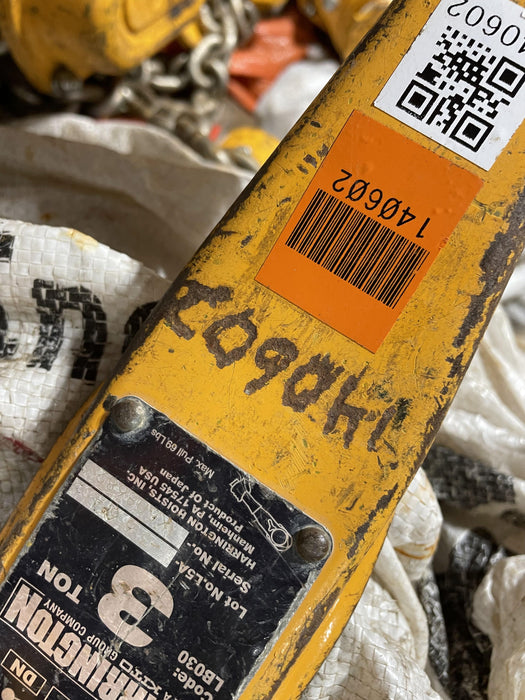 140602
140602
140602
Max. Pull 69 Lbs
Product Of Japan
Manheim PA 17545 USA
HARRINGTON HOISTS, INC.
Serial No.
Lot No. L5A-
3
TON
GROUP COMPANY
HARRINGTON
Code:
LB030
DN